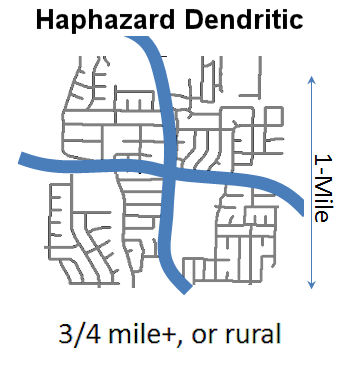 Haphazard Dendritic
1-Mile
3/4 mile+, or rural